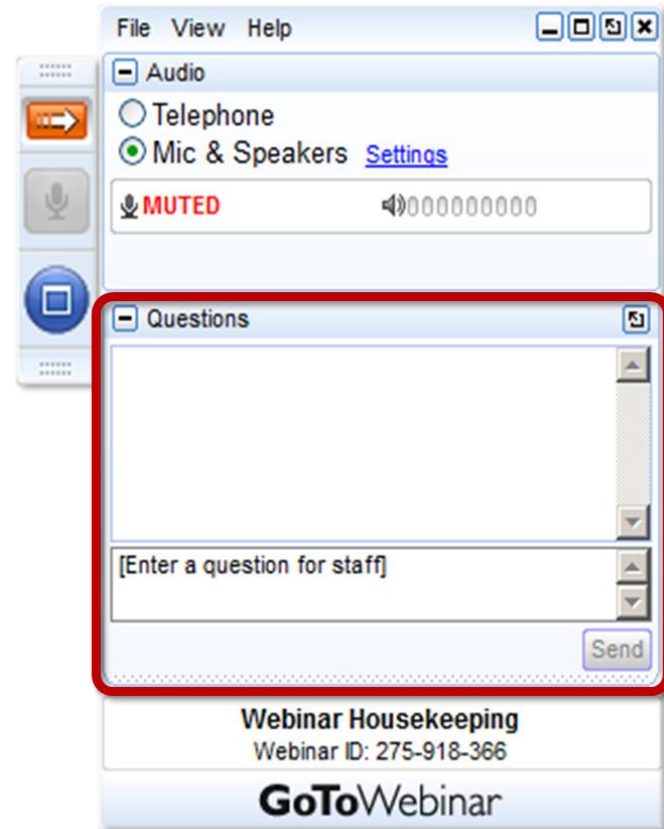 File View Help
Audio
Telephone
Mic & Speakers Settings
MUTED 000000000
Questions
[Enter a question for staff]
Send
Webinar Housekeeping
Webinar ID: 275-918-366
GoToWebinar